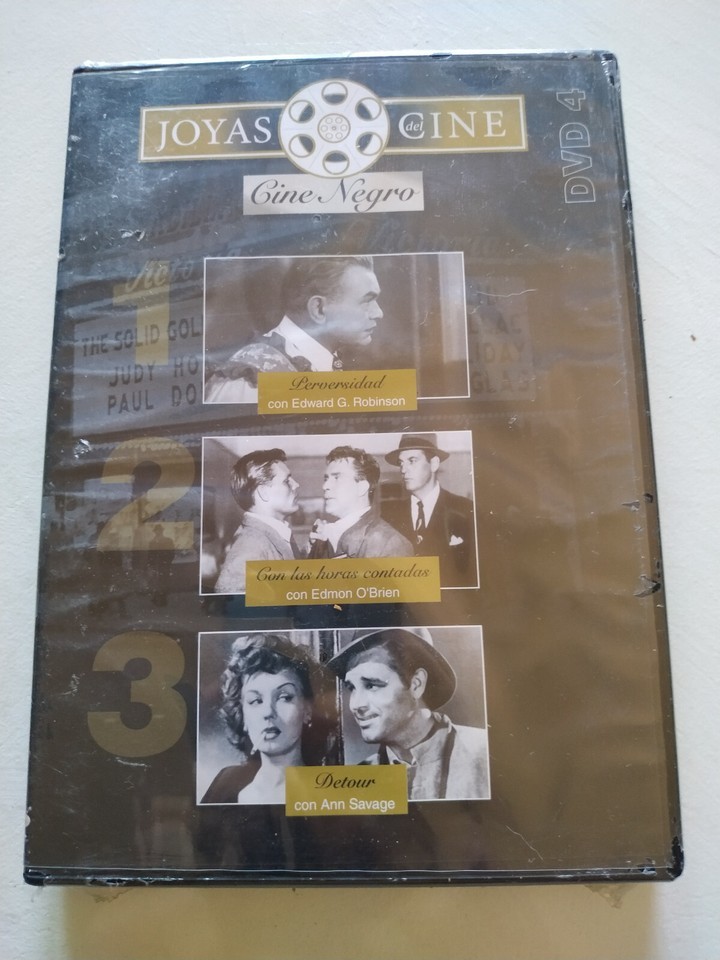 JOYAS del CINE
Cine Negro
DVD 4
1
THE SOLID GOL
JUDY HO
PAUL DO
Perversidad
con Edward G. Robinson
2
Con las horas contadas
con Edmon O'Brien
3
Detour
con Ann Savage